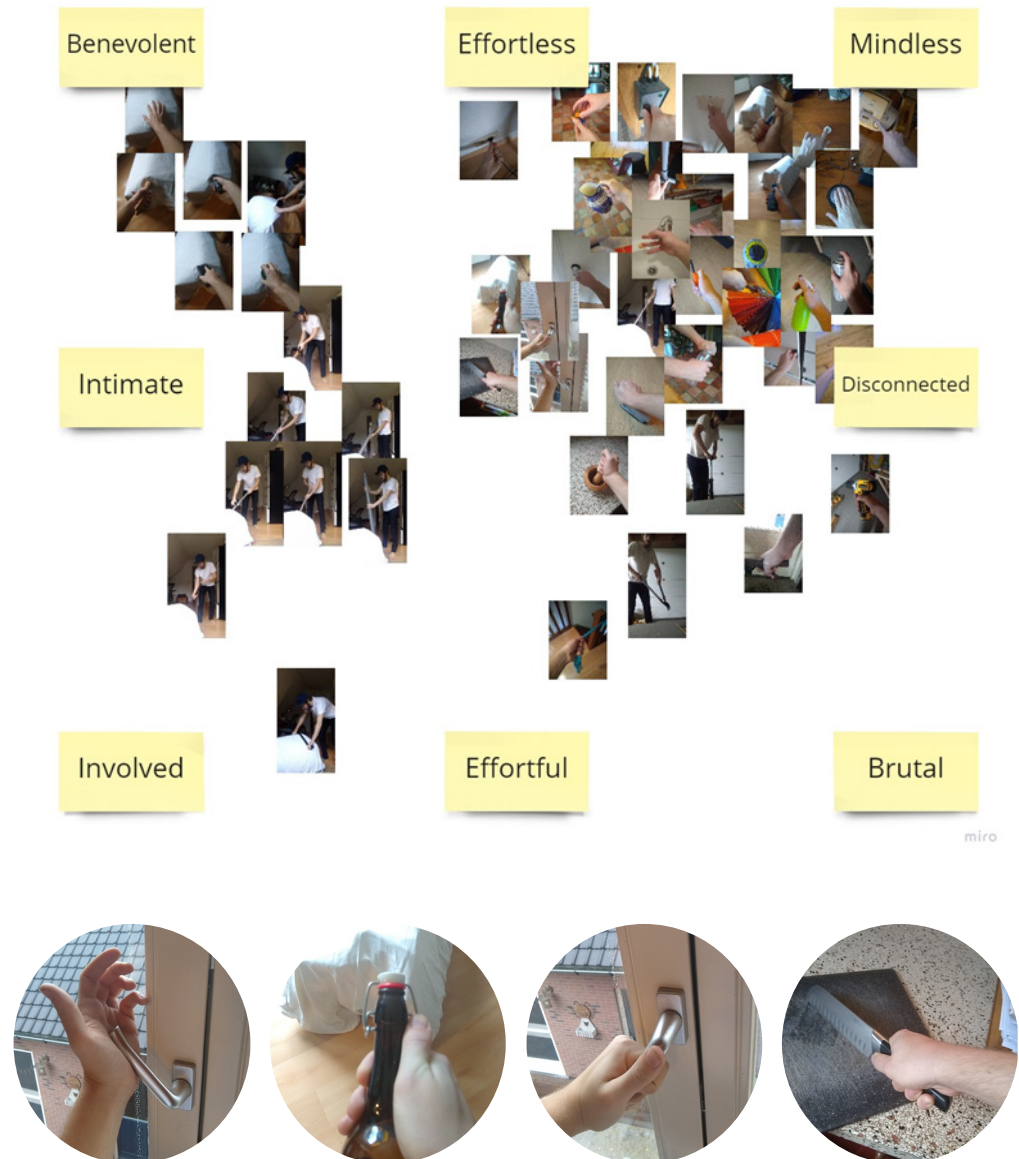 Benevolent
Effortless
Mindless
Intimate
Disconnected
Involved
Effortful
Brutal
miro